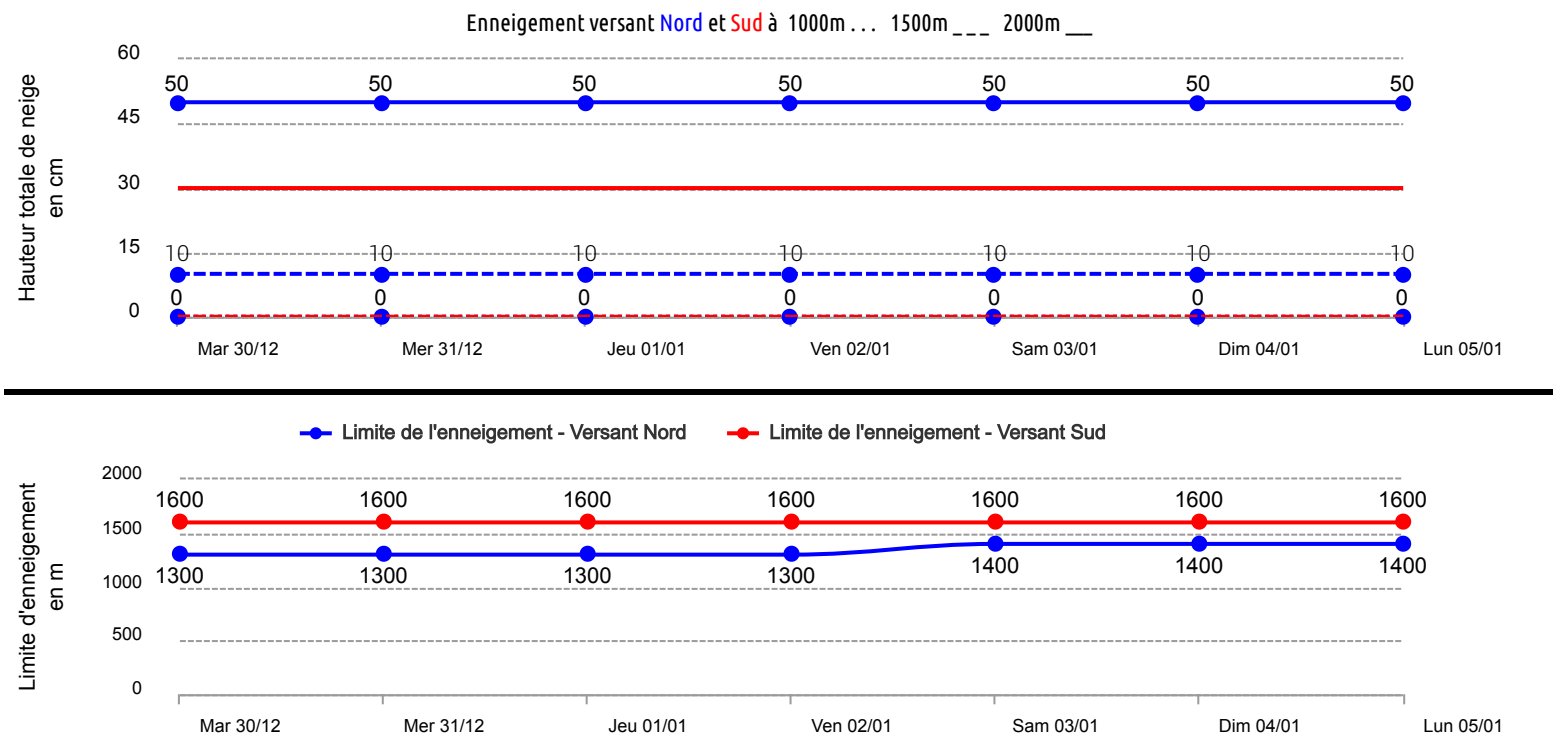 Enneigement versant Nord et Sud à 1000m . . . 1500m _ _ _ 2000m __
Hauteur totale de neige
en cm
60
50 50 50 50 50 50 50
45
30
15
10 10 10 10 10 10 10
0 0 0 0 0 0 0
0
Mar 30/12 Mer 31/12 Jeu 01/01 Ven 02/01 Sam 03/01 Dim 04/01 Lun 05/01
Limite de l'enneigement - Versant Nord Limite de l'enneigement - Versant Sud
Limite d'enneigement
en m
2000
1600 1600 1600 1600 1600 1600 1600
1500
1300 1300 1300 1300 1400 1400 1400
1000
500
0
Mar 30/12 Mer 31/12 Jeu 01/01 Ven 02/01 Sam 03/01 Dim 04/01 Lun 05/01